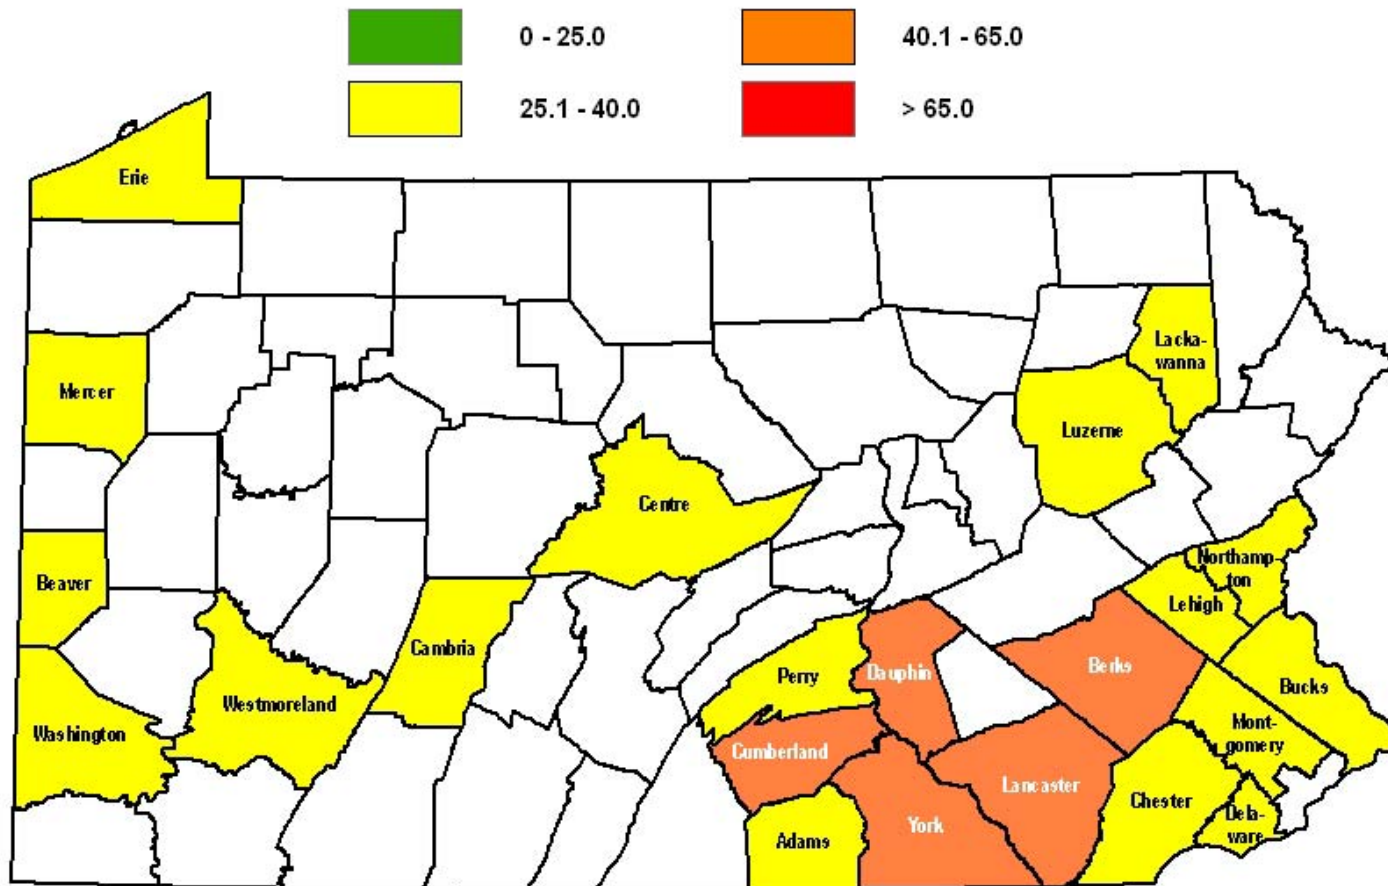 0 - 25.0
40.1 - 65.0
25.1 - 40.0
> 65.0
Erie
Lacka-
wanna
Mercer
Luzerne
Centre
Northamp-
ton
Beaver
Lehigh
Cambria
Perry
Dauphin
Berks
Bucks
Westmoreland
Washington
Cumberland
Mont-
gomery
Lancaster
Chester
York
Adams
Dela-
ware